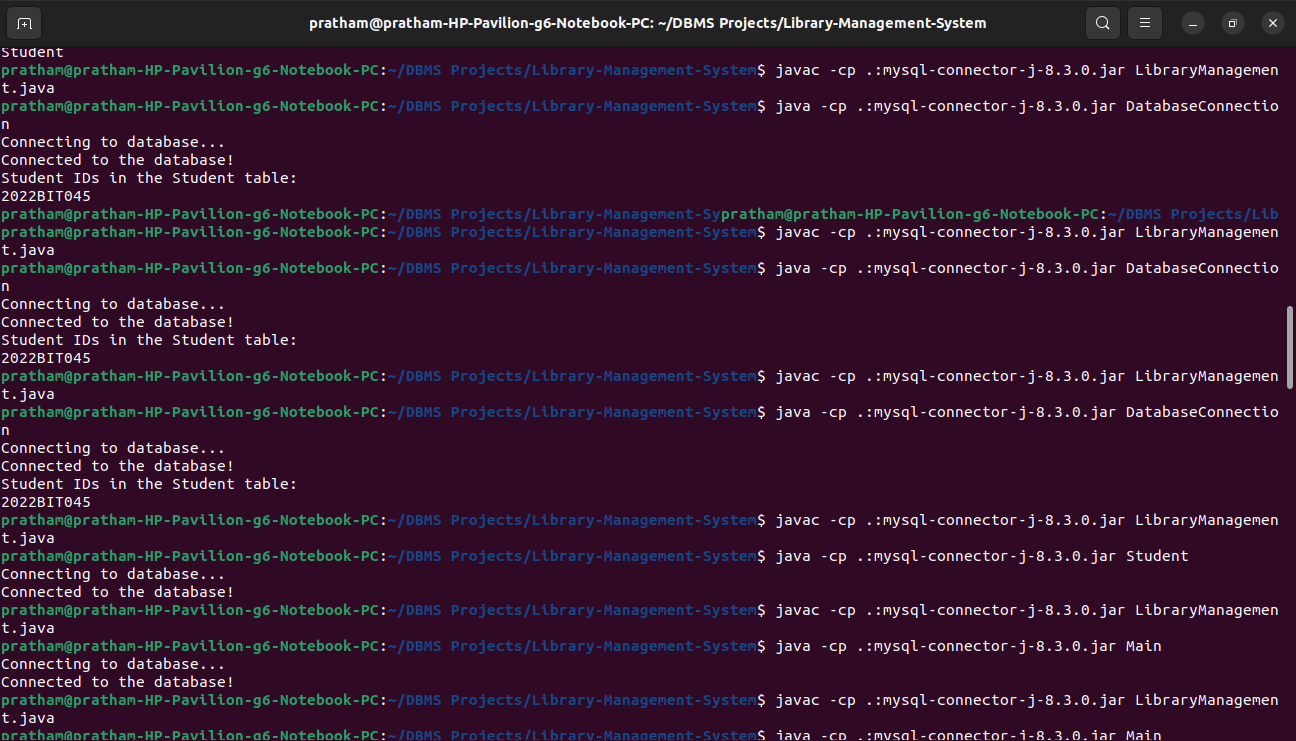 pratham@pratham-HP-Pavilion-g6-Notebook-PC: ~/DBMS Projects/Library-Management-System
Student
pratham@pratham-HP-Pavilion-g6-Notebook-PC:~/DBMS Projects/Library-Management-System$ javac -cp .:mysql-connector-j-8.3.0.jar LibraryManagemen
t.java
pratham@pratham-HP-Pavilion-g6-Notebook-PC:~/DBMS Projects/Library-Management-System$ java -cp .:mysql-connector-j-8.3.0.jar DatabaseConnectio
n
Connecting to database...
Connected to the database!
Student IDs in the Student table:
2022BIT045
pratham@pratham-HP-Pavilion-g6-Notebook-PC:~/DBMS Projects/Library-Management-Sypratham@pratham-HP-Pavilion-g6-Notebook-PC:~/DBMS Projects/Lib
pratham@pratham-HP-Pavilion-g6-Notebook-PC:~/DBMS Projects/Library-Management-System$ javac -cp .:mysql-connector-j-8.3.0.jar LibraryManagemen
t.java
pratham@pratham-HP-Pavilion-g6-Notebook-PC:~/DBMS Projects/Library-Management-System$ java -cp .:mysql-connector-j-8.3.0.jar DatabaseConnectio
n
Connecting to database...
Connected to the database!
Student IDs in the Student table:
2022BIT045
pratham@pratham-HP-Pavilion-g6-Notebook-PC:~/DBMS Projects/Library-Management-System$ javac -cp .:mysql-connector-j-8.3.0.jar LibraryManagemen
t.java
pratham@pratham-HP-Pavilion-g6-Notebook-PC:~/DBMS Projects/Library-Management-System$ java -cp .:mysql-connector-j-8.3.0.jar DatabaseConnectio
n
Connecting to database...
Connected to the database!
Student IDs in the Student table:
2022BIT045
pratham@pratham-HP-Pavilion-g6-Notebook-PC:~/DBMS Projects/Library-Management-System$ javac -cp .:mysql-connector-j-8.3.0.jar LibraryManagemen
t.java
pratham@pratham-HP-Pavilion-g6-Notebook-PC:~/DBMS Projects/Library-Management-System$ java -cp .:mysql-connector-j-8.3.0.jar Student
Connecting to database...
Connected to the database!
pratham@pratham-HP-Pavilion-g6-Notebook-PC:~/DBMS Projects/Library-Management-System$ javac -cp .:mysql-connector-j-8.3.0.jar LibraryManagemen
t.java
pratham@pratham-HP-Pavilion-g6-Notebook-PC:~/DBMS Projects/Library-Management-System$ java -cp .:mysql-connector-j-8.3.0.jar Main
Connecting to database...
Connected to the database!
pratham@pratham-HP-Pavilion-g6-Notebook-PC:~/DBMS Projects/Library-Management-System$ javac -cp .:mysql-connector-j-8.3.0.jar LibraryManagemen
t.java
pratham@pratham-HP-Pavilion-g6-Notebook-PC:~/DBMS Projects/Library-Management-System$ java -cp .:mysql-connector-j-8.3.0.jar Main